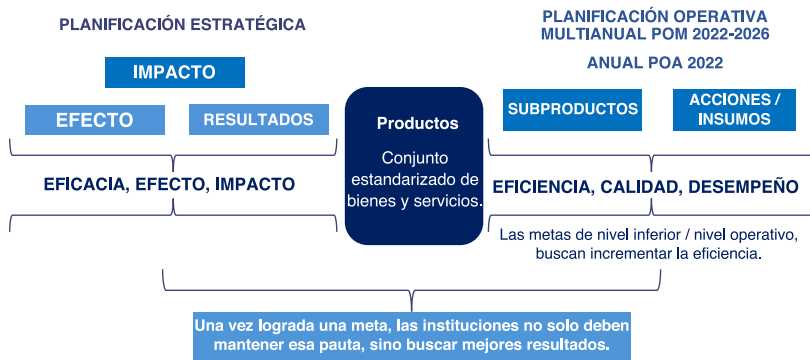 PLANIFICACIÓN ESTRATÉGICA
IMPACTO
EFECTO
RESULTADOS
EFICACIA, EFECTO, IMPACTO
Productos
Conjunto
estandarizado de
bienes y servicios.
PLANIFICACIÓN OPERATIVA
MULTIANUAL POM 2022-2026
ANUAL POA 2022
SUBPRODUCTOS
ACCIONES /
INSUMOS
EFICIENCIA, CALIDAD, DESEMPEÑO
Las metas de nivel inferior / nivel operativo,
buscan incrementar la eficiencia.
Una vez lograda una meta, las instituciones no solo deben
mantener esa pauta, sino buscar mejores resultados.